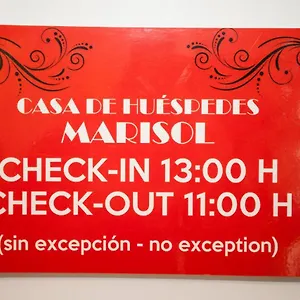 CASA DE HUÉSPEDES
MARISOL
CHECK-IN 13:00 H
CHECK-OUT 11:00 H
(sin excepción - no exception)